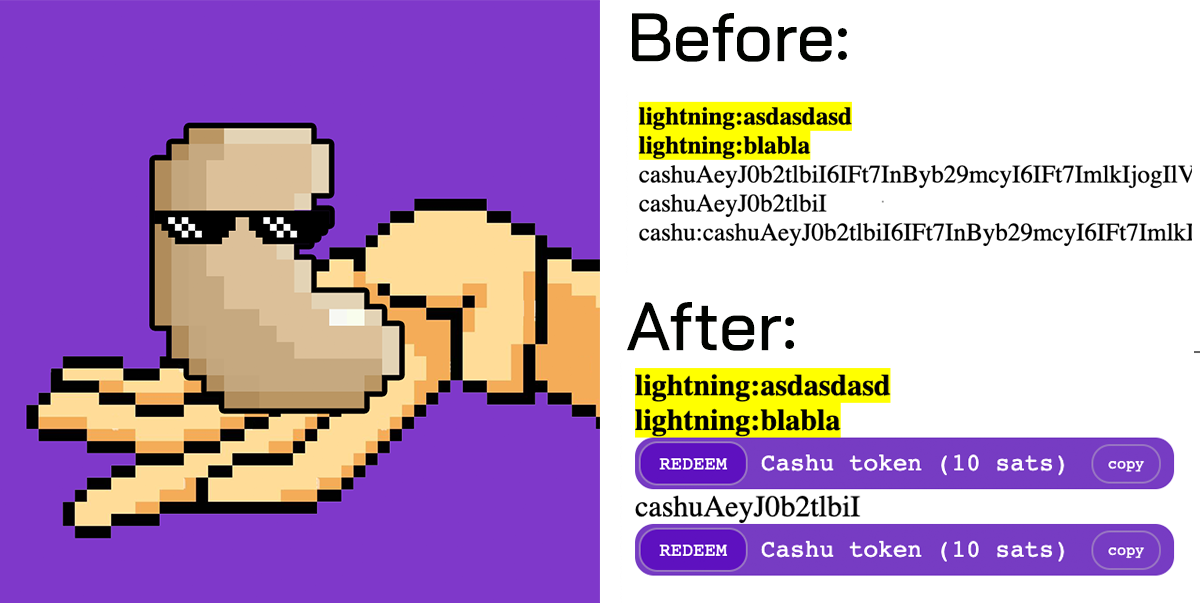 Before:
lightning:asdasdasd
lightning:blabla
cashuAeyJ0b2tlbiI6IFt7InByb29mcyI6IFt7ImlkIjogIlV
cashuAeyJ0b2tlbiI
cashu:cashuAeyJ0b2tlbiI6IFt7InByb29mcyI6IFt7ImlkI
After:
lightning:asdasdasd
lightning:blabla
REDEEM Cashu token (10 sats) copy
cashuAeyJ0b2tlbiI
REDEEM Cashu token (10 sats) copy